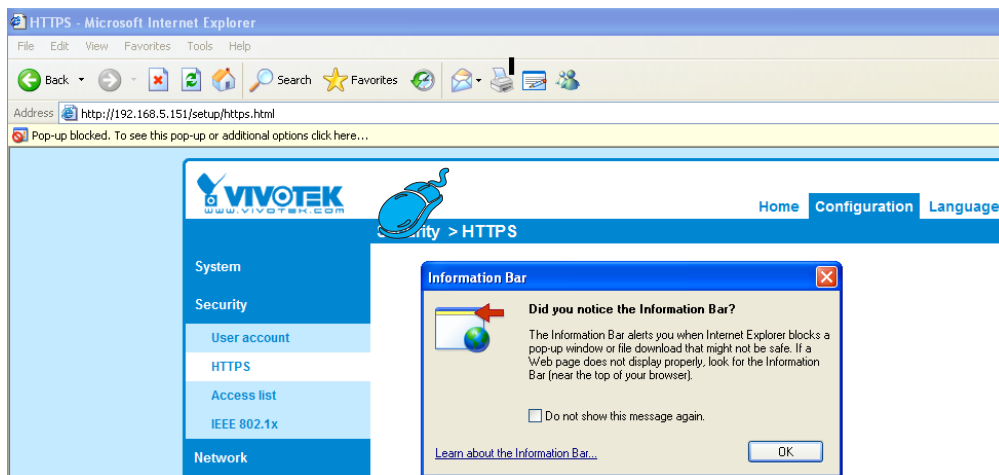 HTTPS - Microsoft Internet Explorer
File Edit View Favorites Tools Help
Back Search Favorites
Address http://192.168.5.151/setup/https.html
Pop-up blocked. To see this pop-up or additional options click here...
VIVOTEK
www.vivotek.com
Home Configuration Language
> HTTPS
System
Security
User account
HTTPS
Access list
IEEE 802.1x
Network
Information Bar
Did you notice the Information Bar?
The Information Bar alerts you when Internet Explorer blocks a
pop-up window or file download that might not be safe. If a
Web page does not display properly, look for the Information
Bar (near the top of your browser).
Do not show this message again.
Learn about the Information Bar...
OK